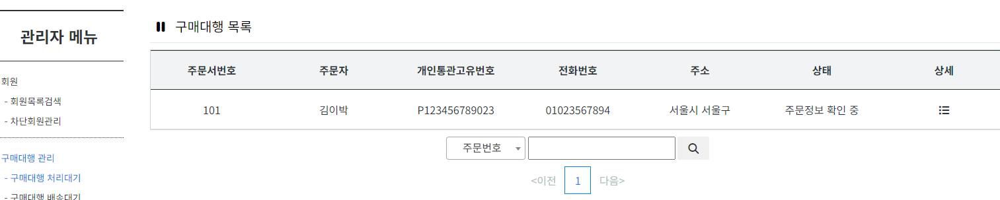 관리자 메뉴
회원
- 회원목록검색
- 차단회원관리
구매대행 관리
- 구매대행 처리대기
- 구매대행 배송대기
구매대행 목록
주문서번호 주문자 개인통관고유번호 전화번호 주소 상태 상세
101 김이박 P123456789023 01023567894 서울시 서울구 주문정보 확인 중
주문번호
<이전 1 다음>